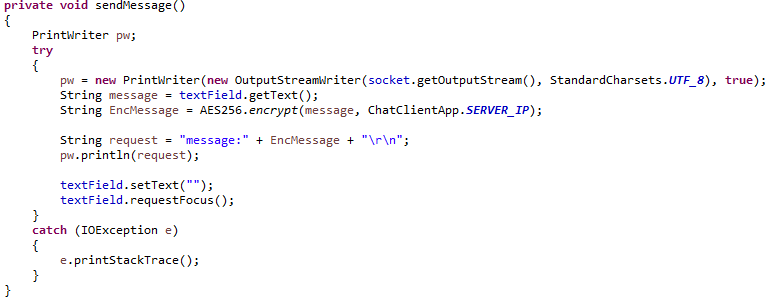 private void sendMessage()
{
    PrintWriter pw;
    try
    {
        pw = new PrintWriter(new OutputStreamWriter(socket.getOutputStream(), StandardCharsets.UTF_8), true);
        String message = textField.getText();
        String EncMessage = AES256.encrypt(message, ChatClientApp.SERVER_IP);

        String request = "message:" + EncMessage + "\r\n";
        pw.println(request);

        textField.setText("");
        textField.requestFocus();
    }
    catch (IOException e)
    {
        e.printStackTrace();
    }
}